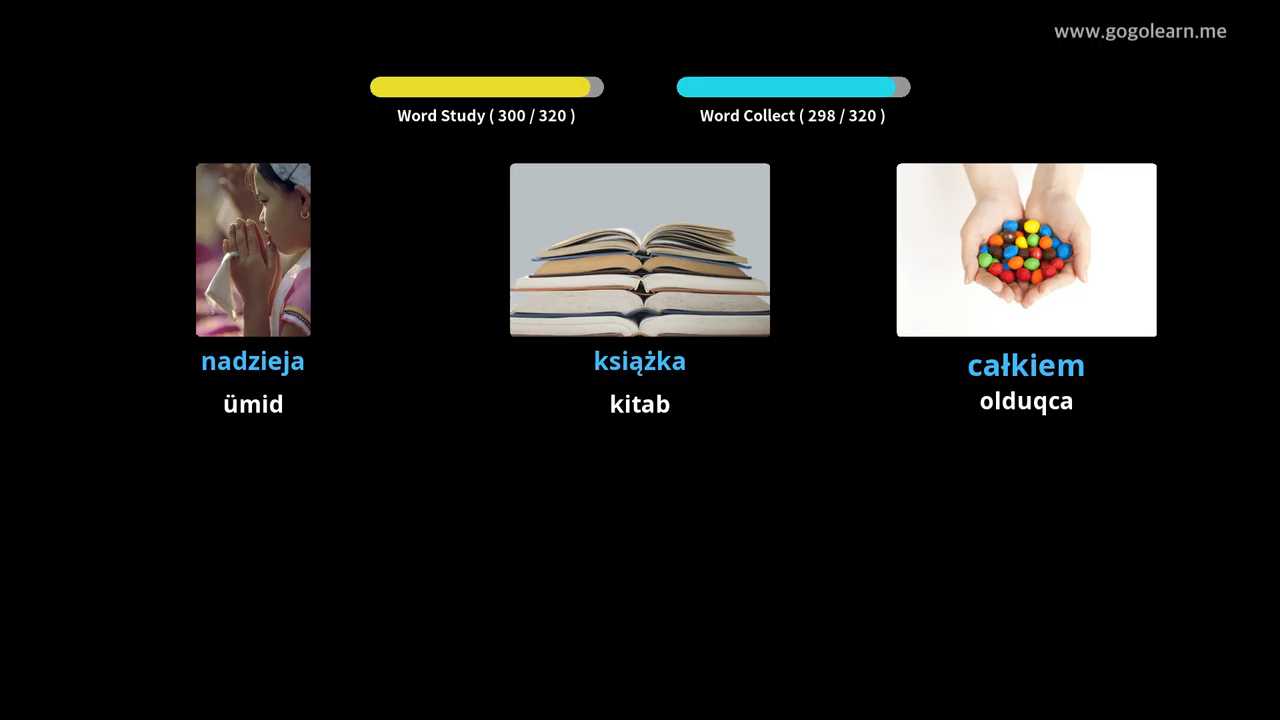 www.gogolearn.me
Word Study ( 300 / 320 )
Word Collect ( 298 / 320 )
nadzieja
ümid
książka
kitab
całkiem
olduqca